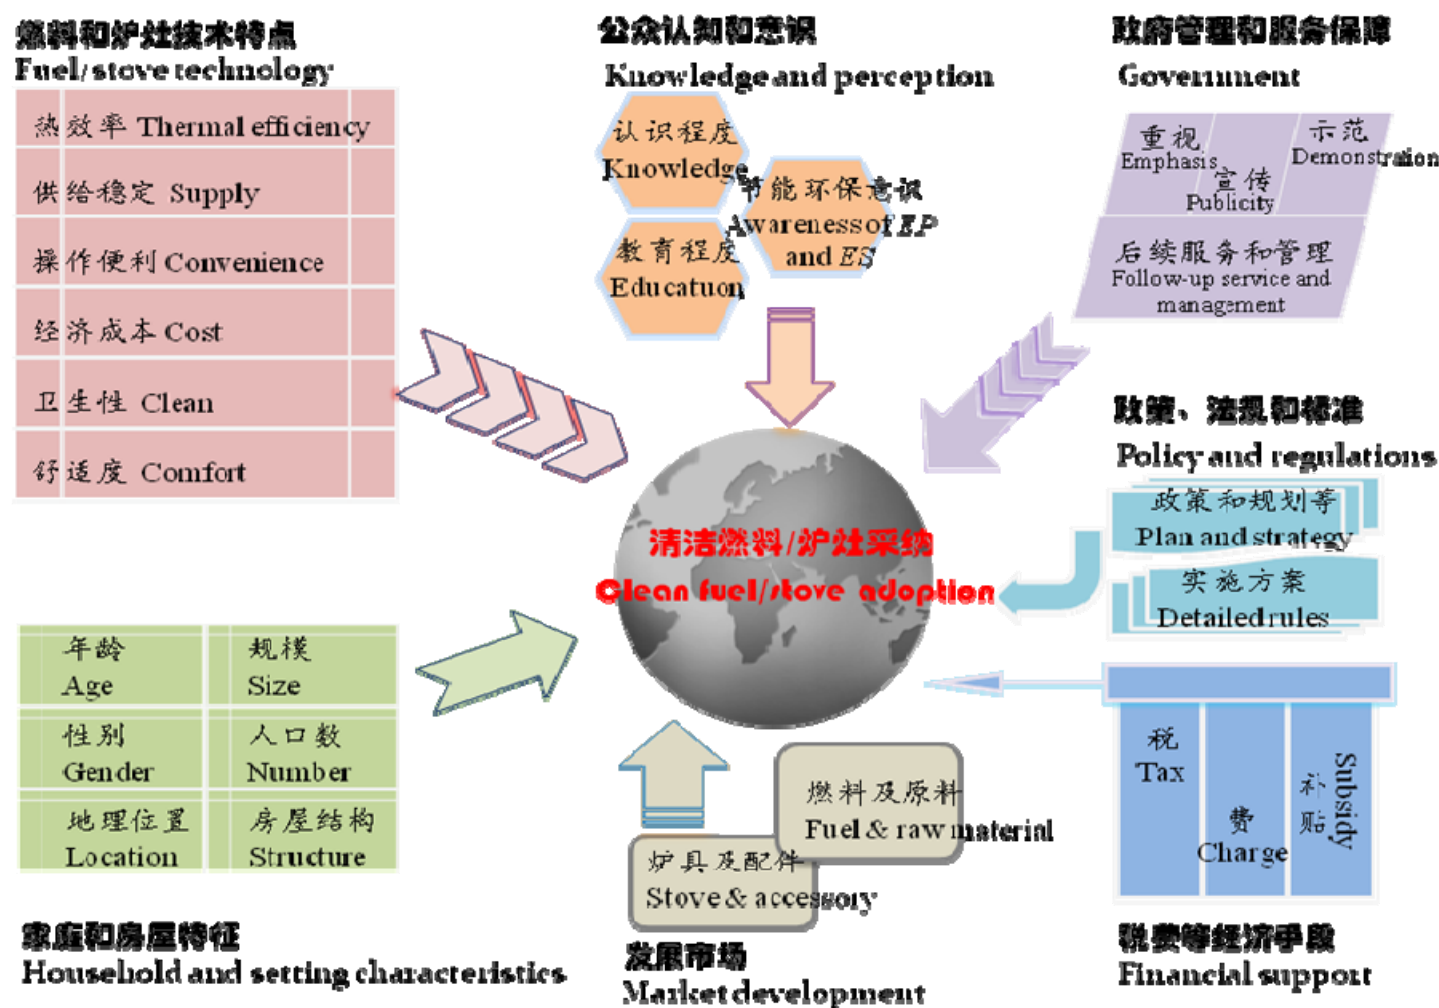 燃料和炉灶技术特点
Fuel/stove technology
热效率 Thermal efficiency
供给稳定 Supply
操作便利 Convenience
经济成本 Cost
卫生性 Clean
舒适度 Comfort
公众认知和意识
Knowledge and perception
认识程度
Knowledge
节能环保意识
Awareness of EP
and ES
教育程度
Education
政府管理和服务保障
Government
重视
Emphasis
宣传
Publicity
示范
Demonstration
后续服务和管理
Follow-up service and
management
政策、法规和标准
Policy and regulations
政策和规划等
Plan and strategy
实施方案
Detailed rules
清洁燃料/炉灶采纳
Clean fuel/stove adoption
年龄
Age
规模
Size
性别
Gender
人口数
Number
地理位置
Location
房屋结构
Structure
家庭和房屋特征
Household and setting characteristics
燃料及原料
Fuel & raw material
炉具及配件
Stove & accessory
发展市场
Market development
税
Tax
费
Charge
补贴
Subsidy
税费等经济手段
Financial support